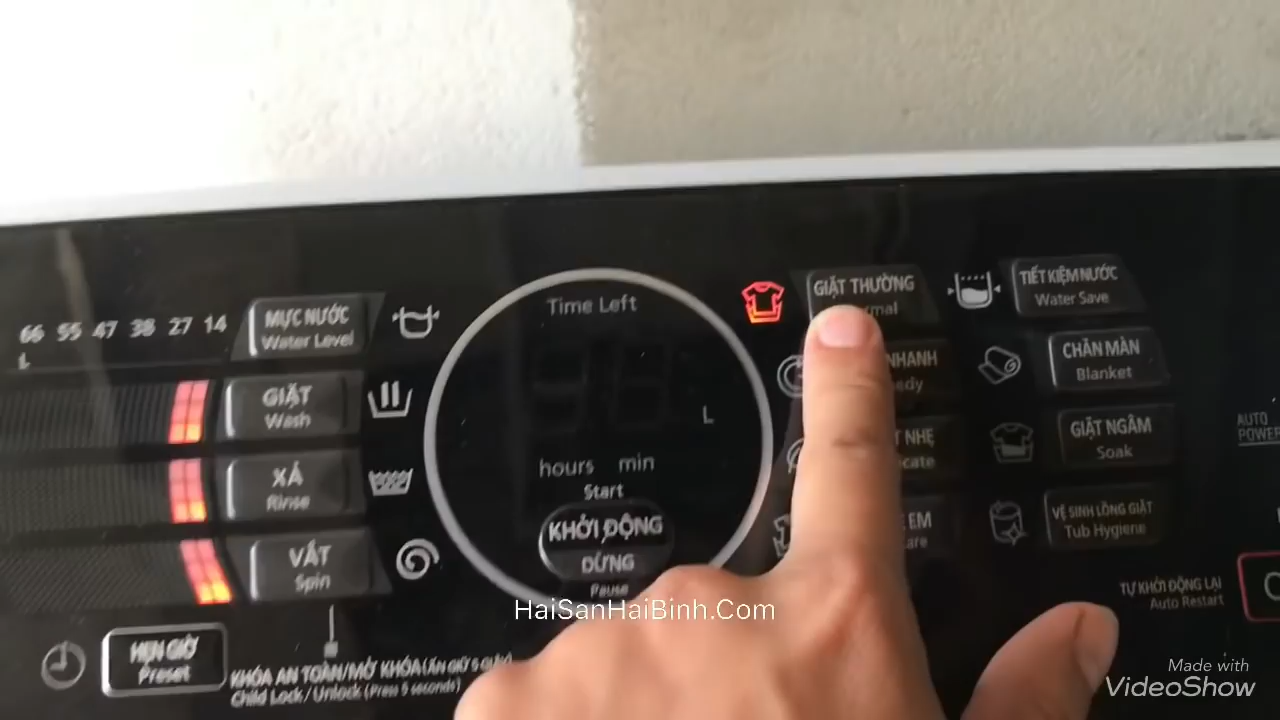 66 55 47 38 27 14
L
MỰC NƯỚC
Water Level
GIẶT
Wash
XẢ
Rinse
VẮT
Spin
HẸN GIỜ
Preset
KHÓA AN TOÀN/MỞ KHÓA (ẤN GIỮ 5 GIÂY)
Child Lock / Unlock (Press 5 seconds)
Time Left
L
hours min
Start
KHỞI ĐỘNG
DỪNG
Pause
GIẶT THƯỜNG
NHANH
NHẸ
EM
TIẾT KIỆM NƯỚC
Water Save
CHĂN MÀN
Blanket
GIẶT NGÂM
Soak
VỆ SINH LỒNG GIẶT
Tub Hygiene
TỰ KHỞI ĐỘNG LẠI
Auto Restart
AUTO
POWER
HaiSanHaiBinh.Com
Made with
VideoShow